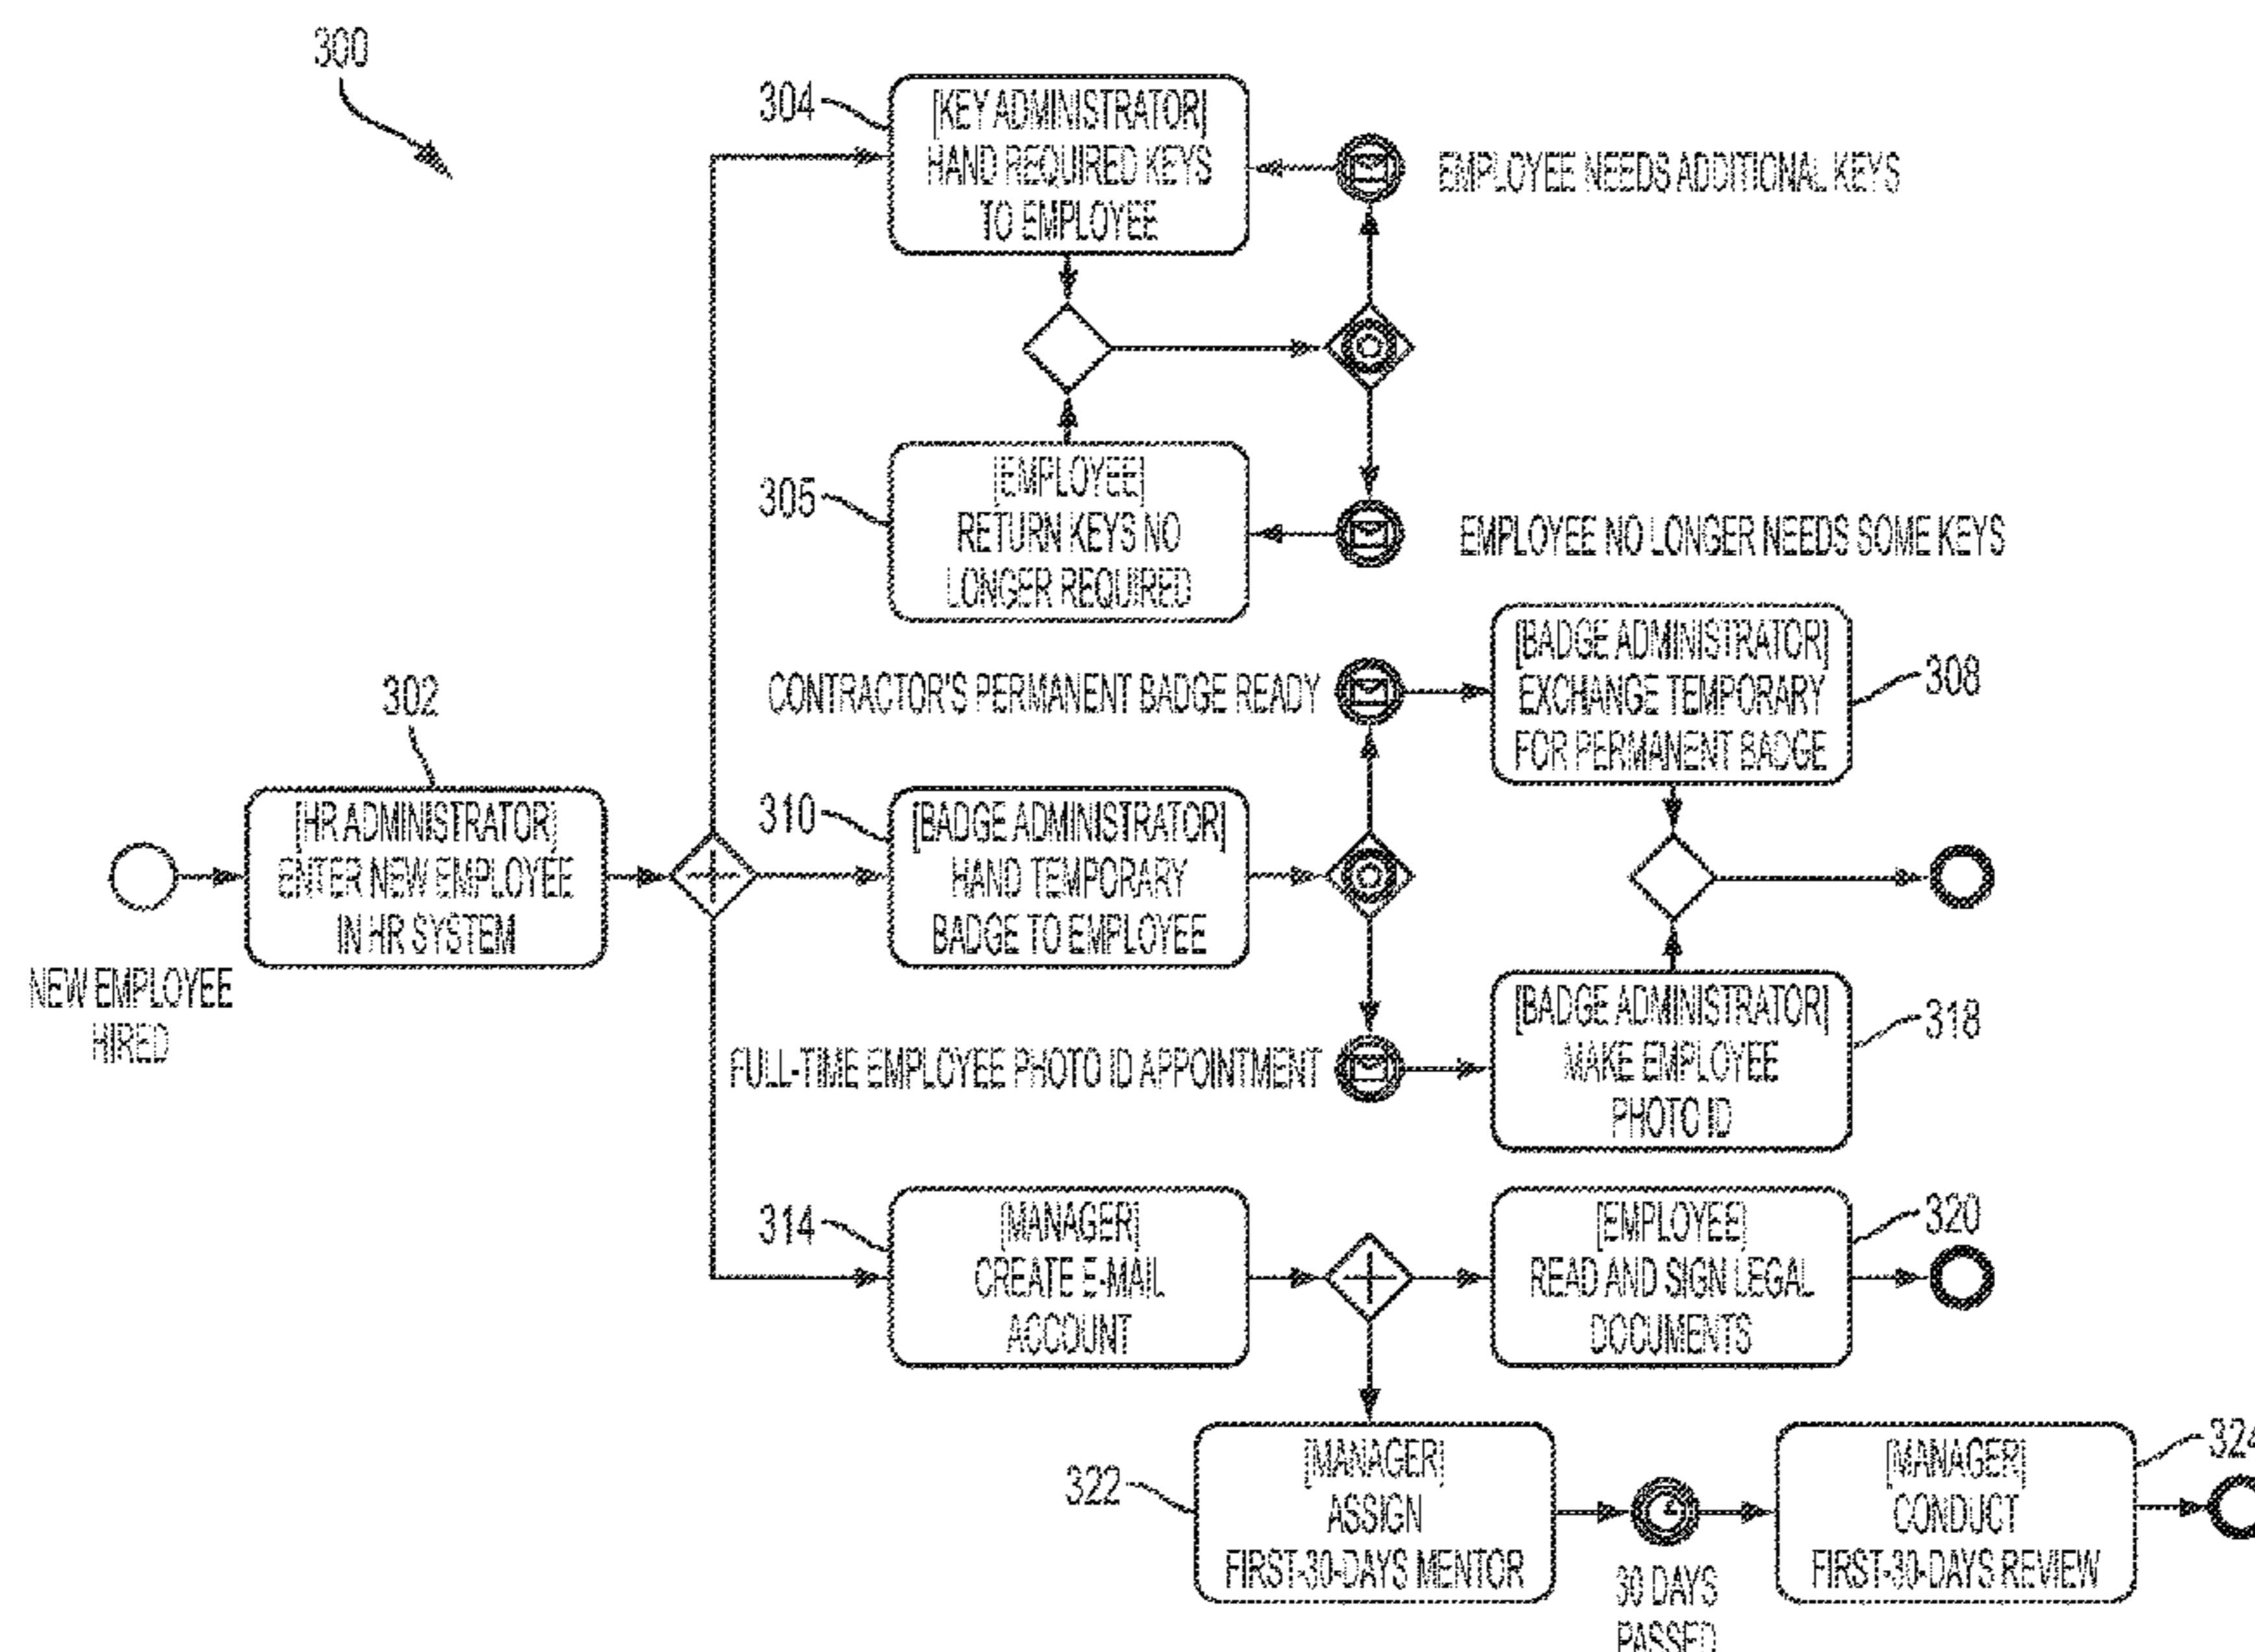 300
304
[KEY ADMINISTRATOR]
HAND REQUIRED KEYS
TO EMPLOYEE
EMPLOYEE NEEDS ADDITIONAL KEYS
305
[EMPLOYEE]
RETURN KEYS NO
LONGER REQUIRED
EMPLOYEE NO LONGER NEEDS SOME KEYS
CONTRACTOR'S PERMANENT BADGE READY
[BADGE ADMINISTRATOR]
EXCHANGE TEMPORARY
FOR PERMANENT BADGE
308
302
[HR ADMINISTRATOR]
ENTER NEW EMPLOYEE
IN HR SYSTEM
NEW EMPLOYEE
HIRED
310
[BADGE ADMINISTRATOR]
HAND TEMPORARY
BADGE TO EMPLOYEE
FULL-TIME EMPLOYEE PHOTO ID APPOINTMENT
[BADGE ADMINISTRATOR]
MAKE EMPLOYEE
PHOTO ID
318
314
[MANAGER]
CREATE E-MAIL
ACCOUNT
[EMPLOYEE]
READ AND SIGN LEGAL
DOCUMENTS
320
322
[MANAGER]
ASSIGN
FIRST-30-DAYS MENTOR
30 DAYS
PASSED
[MANAGER]
CONDUCT
FIRST-30-DAYS REVIEW
324